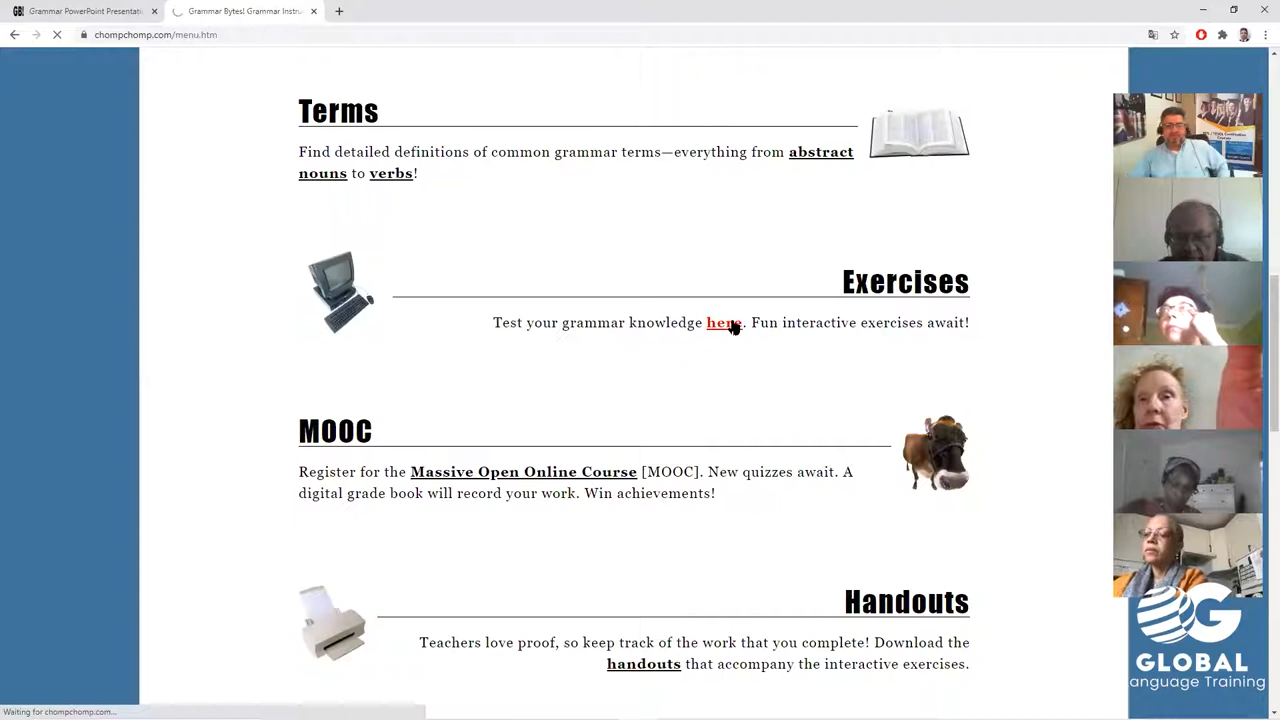 GB! Grammar PowerPoint Presentati
Grammar Bytes! Grammar Instru
chompchomp.com/menu.htm
Terms
Find detailed definitions of common grammar terms—everything from abstract
nouns to verbs!
Exercises
Test your grammar knowledge here. Fun interactive exercises await!
MOOC
Register for the Massive Open Online Course [MOOC]. New quizzes await. A
digital grade book will record your work. Win achievements!
Handouts
Teachers love proof, so keep track of the work that you complete! Download the
handouts that accompany the interactive exercises.
Waiting for chompchomp.com...
G
GLOBAL
anguage Training